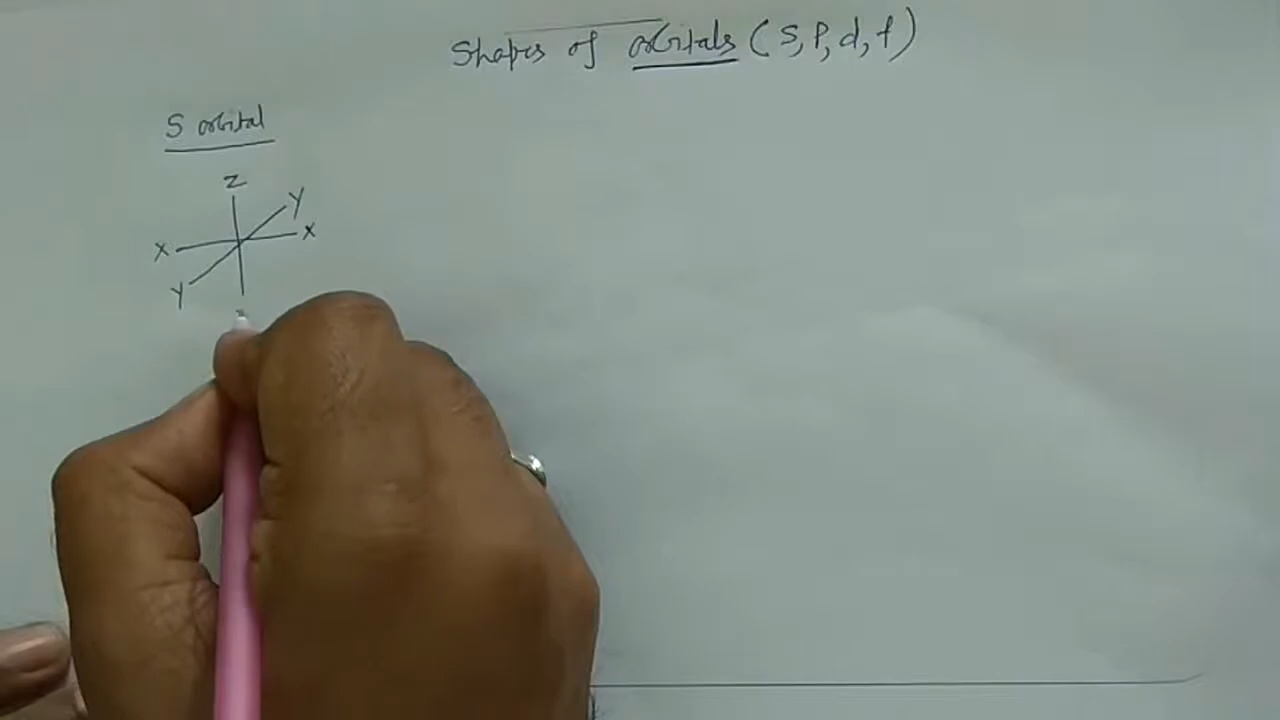 Shapes of orbitals (S, P, d, f)
S orbital
Z
Y
X X
Y